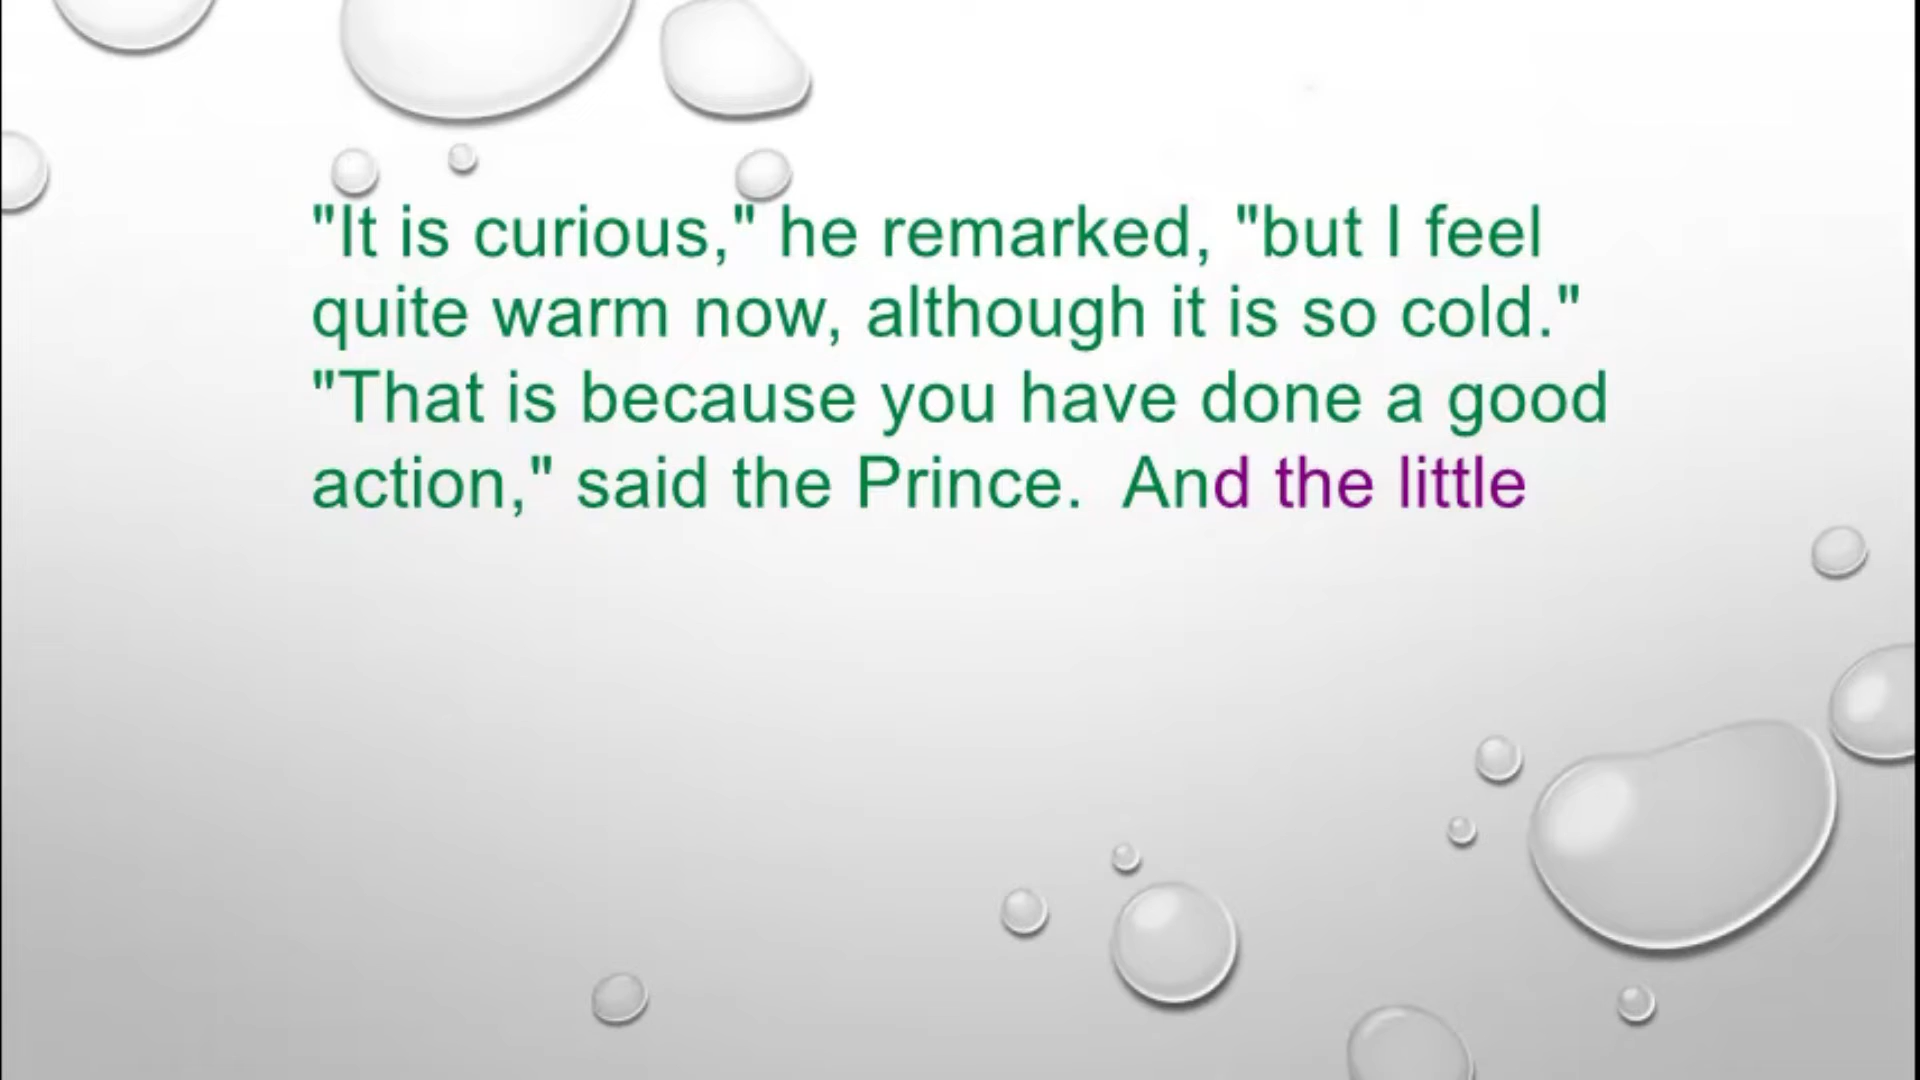 "It is curious," he remarked, "but I feel
quite warm now, although it is so cold."
"That is because you have done a good
action," said the Prince.  And the little